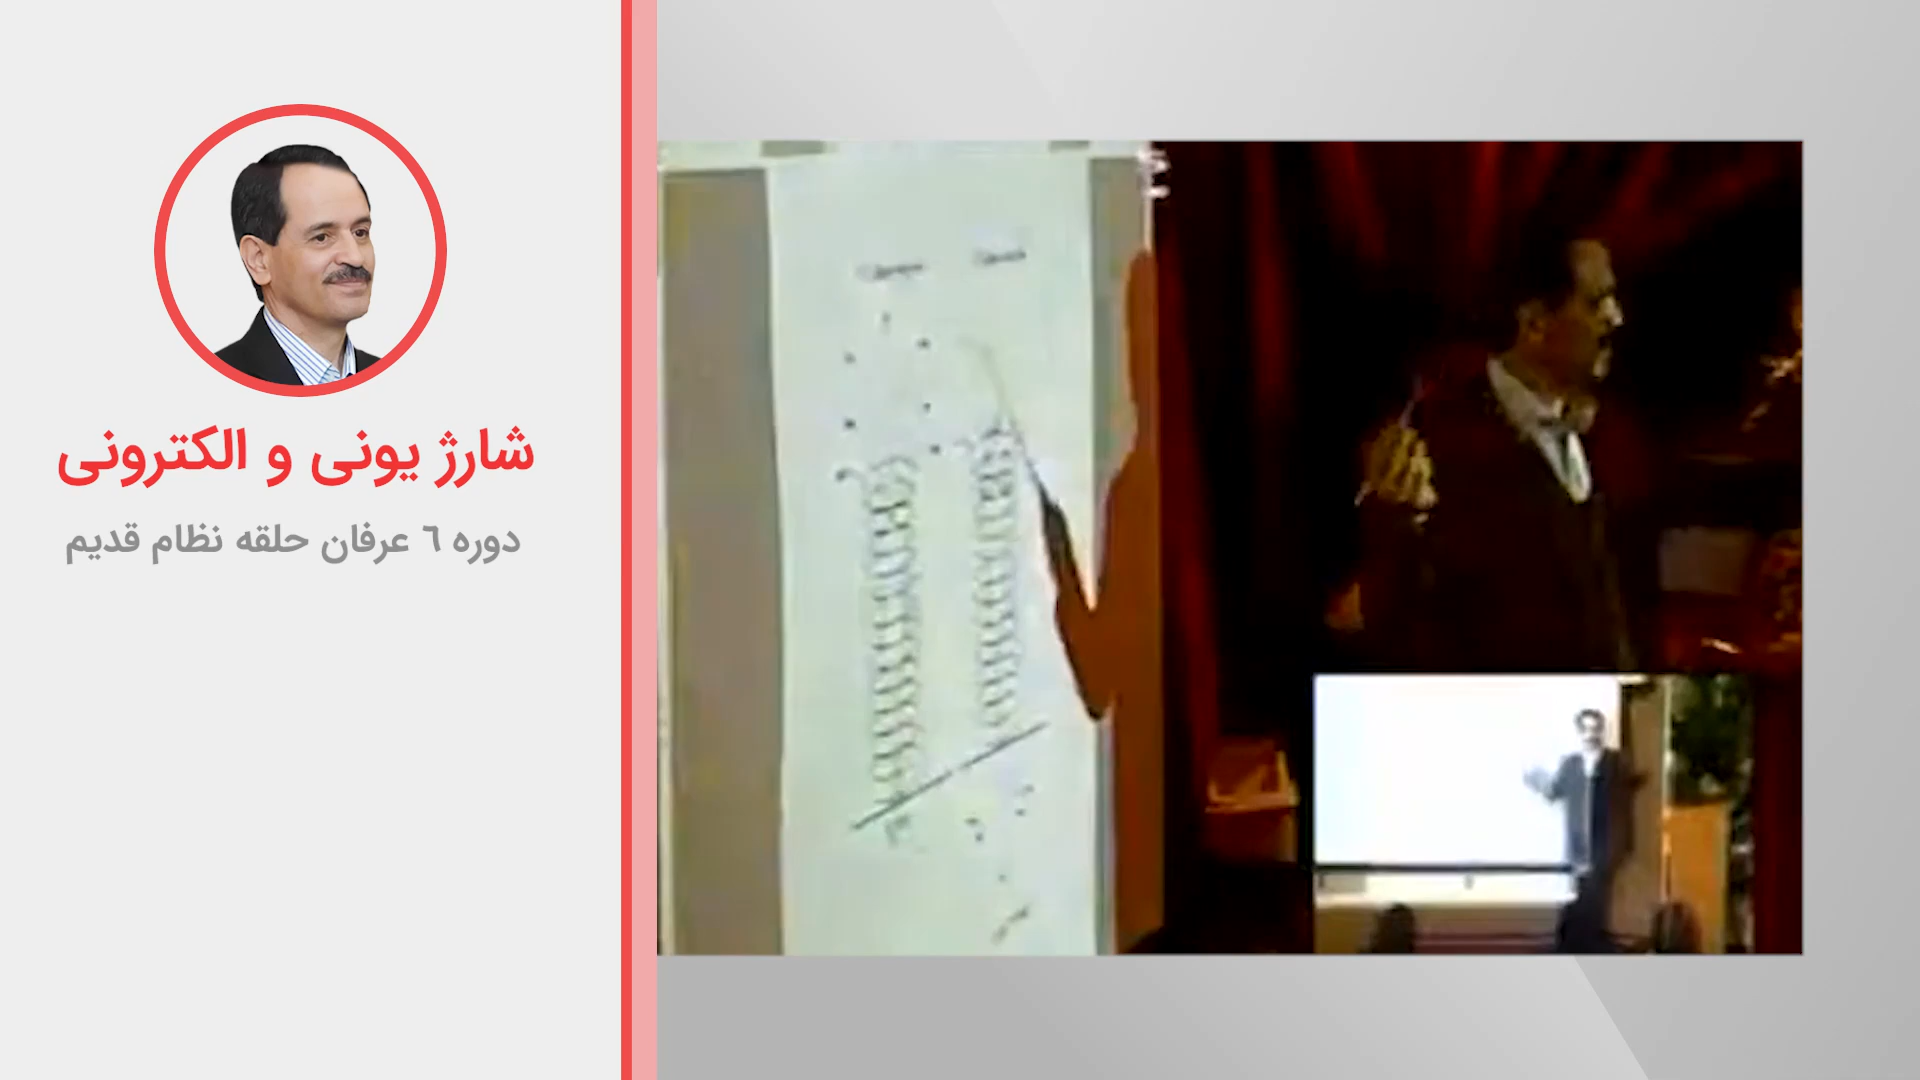 شارژ یونی و الکترونی
دوره ٦ عرفان حلقه نظام قدیم